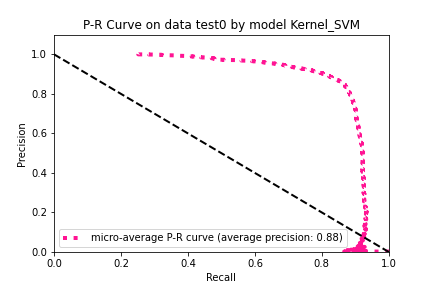 P-R Curve on data test0 by model Kernel_SVM
1.0
0.8
0.6
0.4
0.2
0.0
Precision
micro-average P-R curve (average precision: 0.88)
0.0 0.2 0.4 0.6 0.8 1.0
Recall